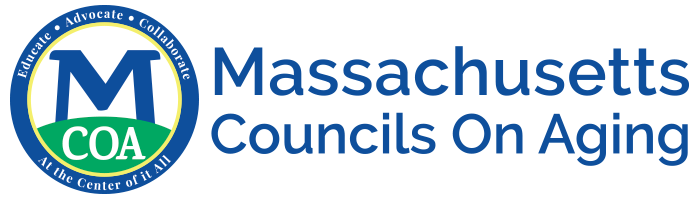 Educate • Advocate • Collaborate
M
COA
At the Center of it All
Massachusetts
Councils On Aging